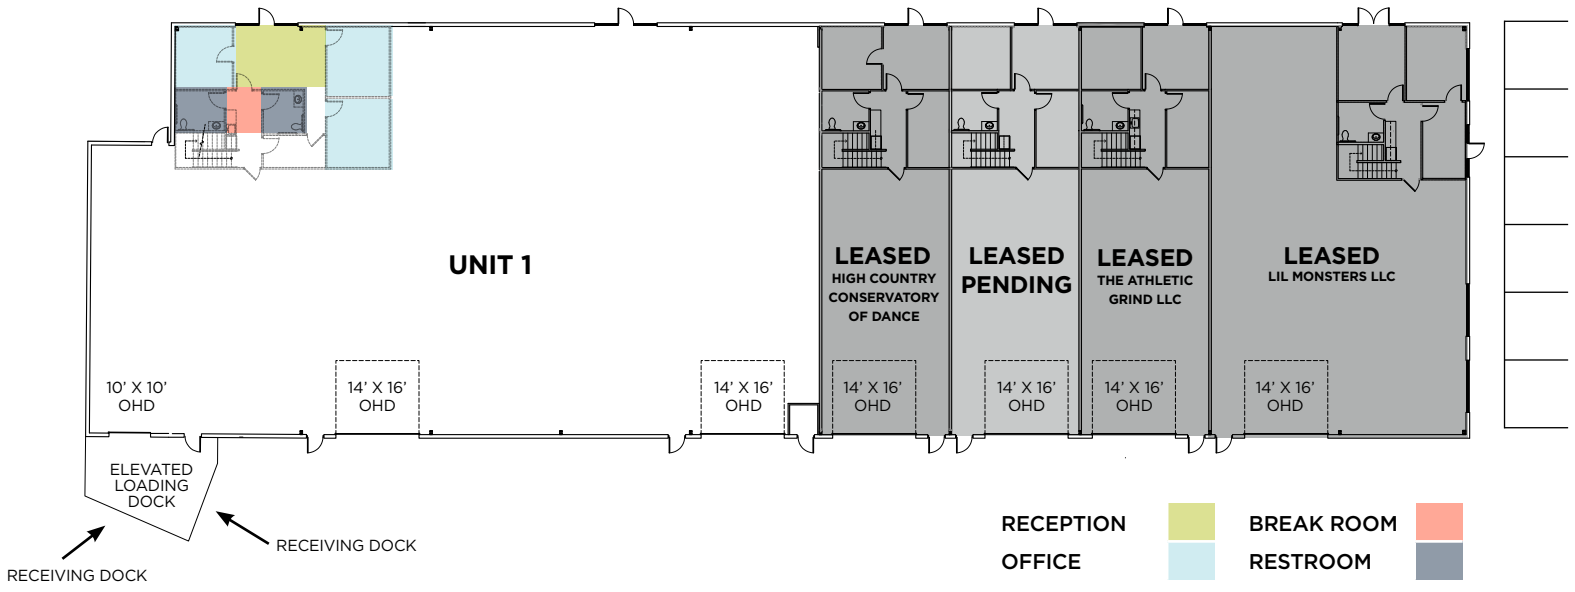 UNIT 1
LEASED
HIGH COUNTRY
CONSERVATORY
OF DANCE
LEASED
PENDING
LEASED
THE ATHLETIC
GRIND LLC
LEASED
LIL MONSTERS LLC
10’ X 10’
OHD
14’ X 16’
OHD
14’ X 16’
OHD
14’ X 16’
OHD
14’ X 16’
OHD
14’ X 16’
OHD
14’ X 16’
OHD
ELEVATED
LOADING
DOCK
RECEIVING DOCK
RECEIVING DOCK
RECEPTION
OFFICE
BREAK ROOM
RESTROOM